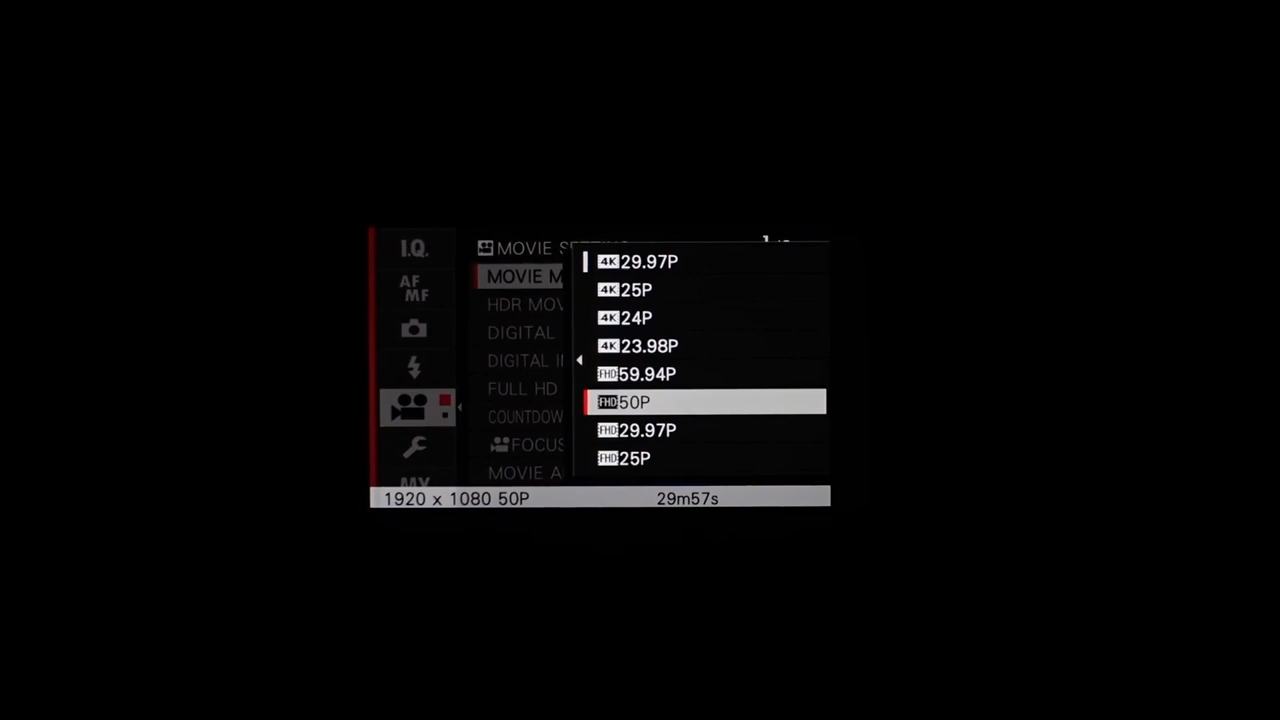 I.Q.
AF
MF
MOVIE
MOVIE M
HDR MOV
DIGITAL
DIGITAL I
FULL HD
COUNTDOW
FOCUS
MOVIE A
4K 29.97P
4K 25P
4K 24P
4K 23.98P
FHD 59.94P
FHD 50P
FHD 29.97P
FHD 25P
1920 x 1080 50P 29m57s